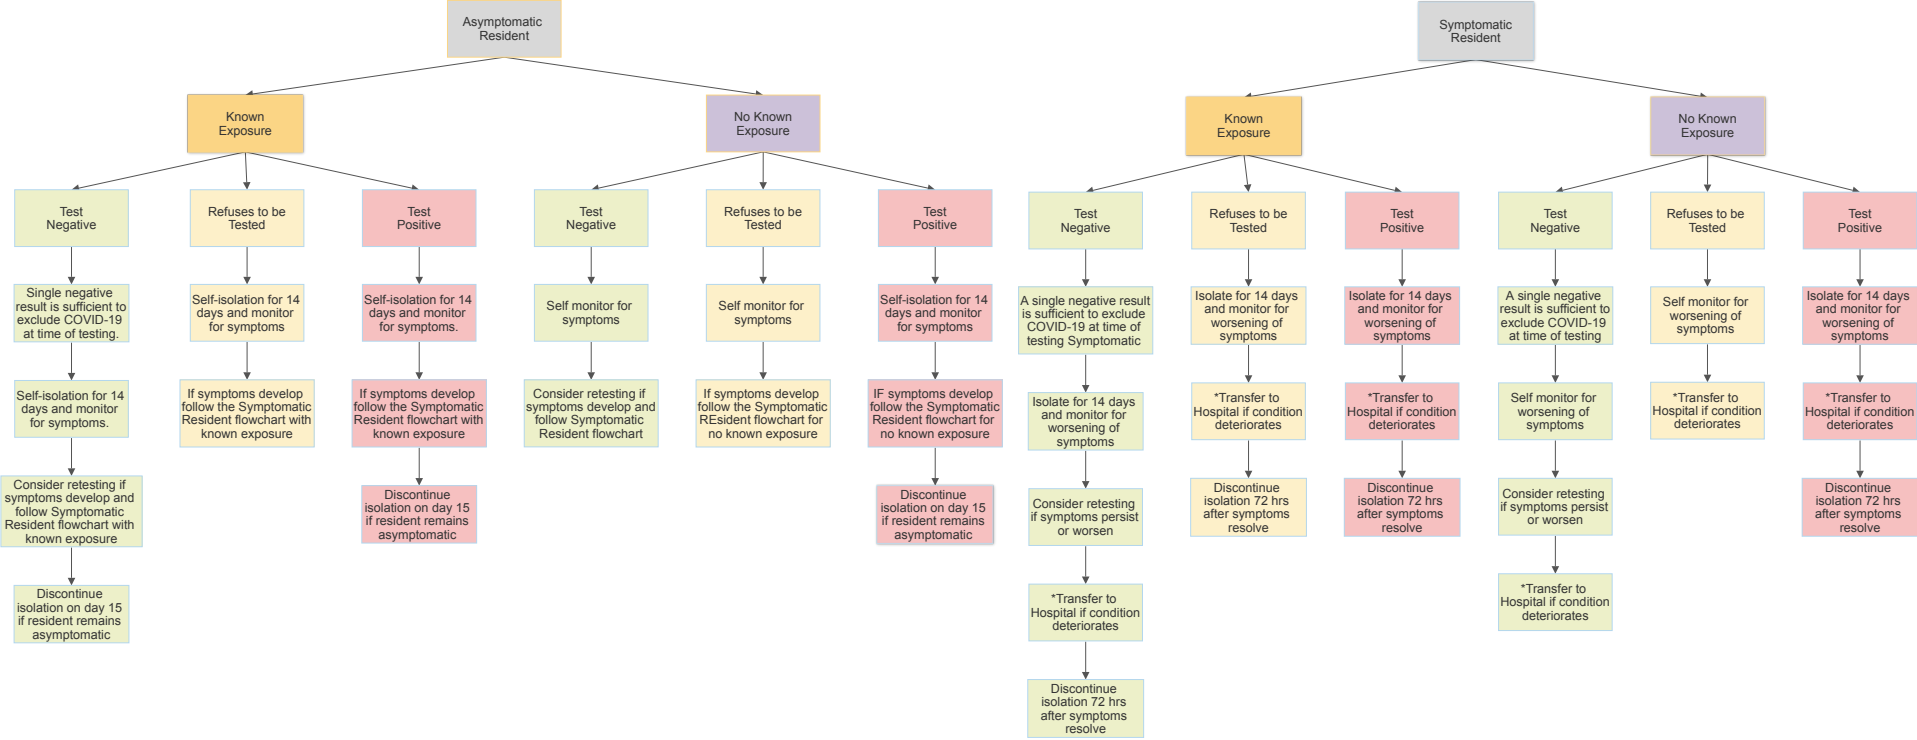 Asymptomatic
Resident
Known
Exposure
No Known
Exposure
Test
Negative
Refuses to be
Tested
Test
Positive
Test
Negative
Refuses to be
Tested
Test
Positive
Single negative
result is sufficient to
exclude COVID-19
at time of testing.
Self-isolation for 14
days and monitor
for symptoms
Self-isolation for 14
days and monitor
for symptoms.
Self monitor for
symptoms
Self monitor for
symptoms
Self-isolation for 14
days and monitor
for symptoms
Self-isolation for 14
days and monitor
for symptoms.
If symptoms develop
follow the Symptomatic
Resident flowchart with
known exposure
If symptoms develop
follow the Symptomatic
Resident flowchart with
known exposure
Consider retesting if
symptoms develop and
follow Symptomatic
Resident flowchart
If symptoms develop
follow the Symptomatic
REsident flowchart for
no known exposure
IF symptoms develop
follow the Symptomatic
Resident flowchart for
no known exposure
Consider retesting if
symptoms develop and
follow Symptomatic
Resident flowchart with
known exposure
Discontinue
isolation on day 15
if resident remains
asymptomatic
Discontinue
isolation on day 15
if resident remains
asymptomatic
Discontinue
isolation on day 15
if resident remains
asymptomatic
Symptomatic
Resident
Known
Exposure
No Known
Exposure
Test
Negative
Refuses to be
Tested
Test
Positive
Test
Negative
Refuses to be
Tested
Test
Positive
A single negative result
is sufficient to exclude
COVID-19 at time of
testing Symptomatic
Isolate for 14 days
and monitor for
worsening of
symptoms
Isolate for 14 days
and monitor for
worsening of
symptoms
A single negative
result is sufficient to
exclude COVID-19
at time of testing
Self monitor for
worsening of
symptoms
Isolate for 14 days
and monitor for
worsening of
symptoms
Isolate for 14 days
and monitor for
worsening of
symptoms
*Transfer to
Hospital if condition
deteriorates
*Transfer to
Hospital if condition
deteriorates
Self monitor for
worsening of
symptoms
*Transfer to
Hospital if condition
deteriorates
*Transfer to
Hospital if condition
deteriorates
Consider retesting
if symptoms persist
or worsen
Discontinue
isolation 72 hrs
after symptoms
resolve
Discontinue
isolation 72 hrs
after symptoms
resolve
Consider retesting
if symptoms persist
or worsen
Discontinue
isolation 72 hrs
after symptoms
resolve
*Transfer to
Hospital if condition
deteriorates
*Transfer to
Hospital if condition
deteriorates
Discontinue
isolation 72 hrs
after symptoms
resolve